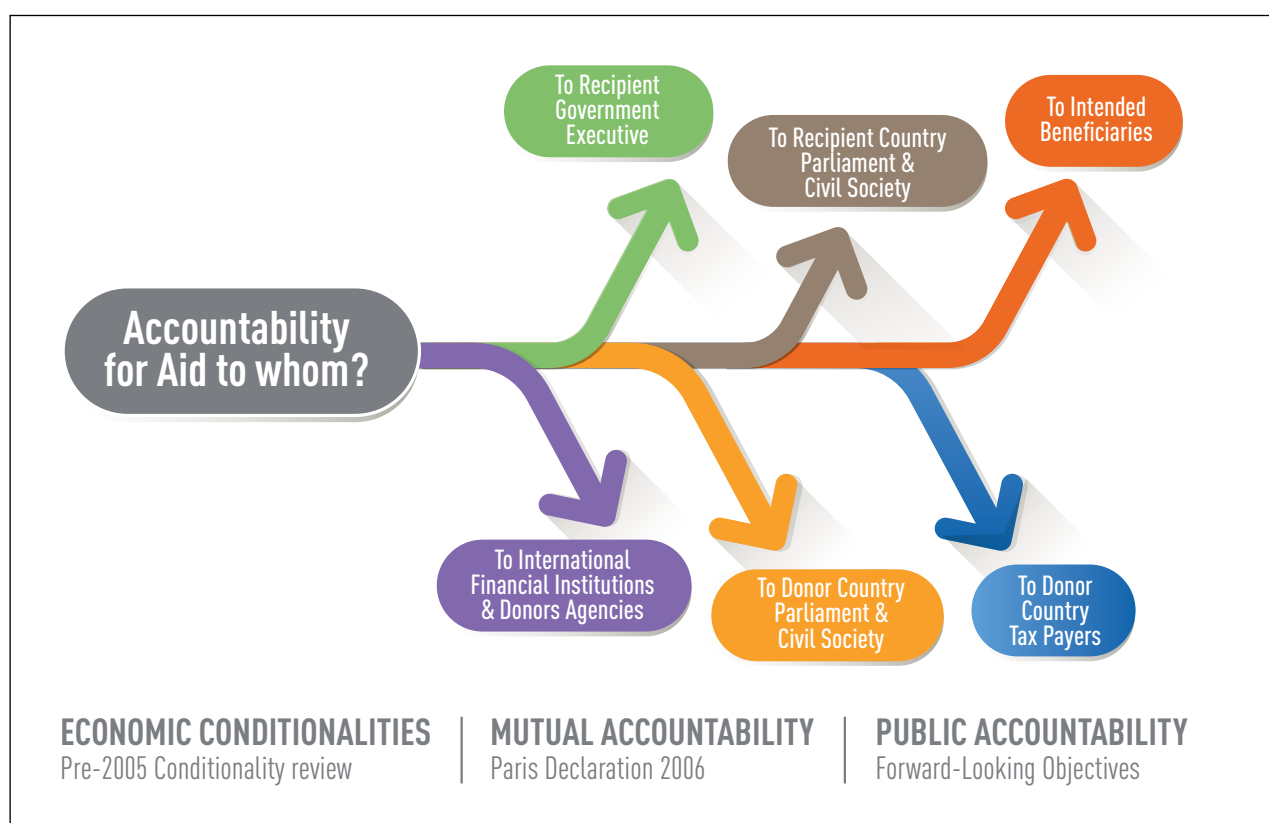 To Recipient
Government
Executive
To Recipient Country
Parliament &
Civil Society
To Intended
Beneficiaries
Accountability
for Aid to whom?
To International
Financial Institutions
& Donors Agencies
To Donor Country
Parliament &
Civil Society
To Donor
Country
Tax Payers
ECONOMIC CONDITIONALITIES
Pre-2005 Conditionality review
MUTUAL ACCOUNTABILITY
Paris Declaration 2006
PUBLIC ACCOUNTABILITY
Forward-Looking Objectives